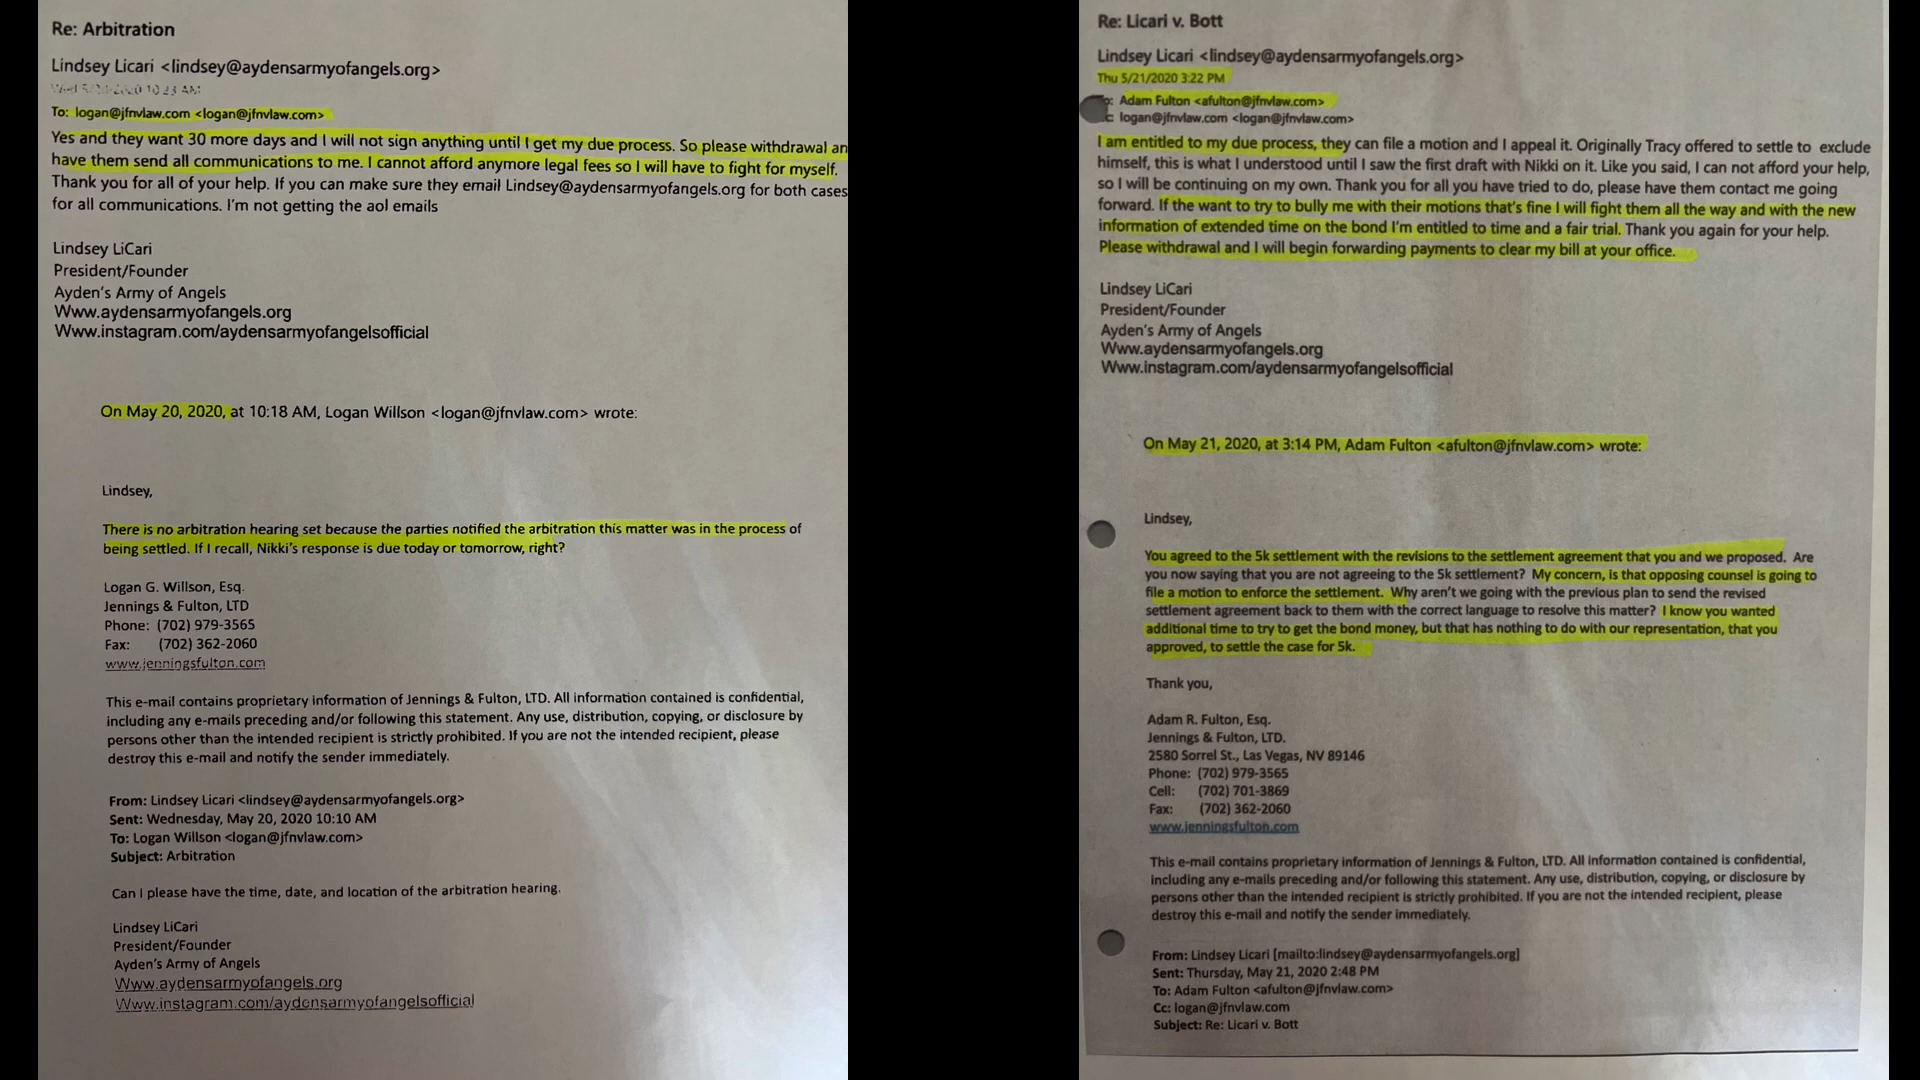 Re: Arbitration
Lindsey Licari <lindsey@aydensarmyofangels.org>
2020 10:23 AM
To: logan@jfnvlaw.com <logan@jfnvlaw.com>
Yes and they want 30 more days and I will not sign anything until I get my due process. So please withdrawal an
have them send all communications to me. I cannot afford anymore legal fees so I will have to fight for myself.
Thank you for all of your help. If you can make sure they email Lindsey@aydensarmyofangels.org for both cases
for all communications. I'm not getting the aol emails
Lindsey LiCari
President/Founder
Ayden's Army of Angels
Www.aydensarmyofangels.org
Www.instagram.com/aydensarmyofangelsofficial
On May 20, 2020, at 10:18 AM, Logan Willson <logan@jfnvlaw.com> wrote:
Lindsey,
There is no arbitration hearing set because the parties notified the arbitration this matter was in the process of
being settled. If I recall, Nikki's response is due today or tomorrow, right?
Logan G. Willson, Esq.
Jennings & Fulton, LTD
Phone: (702) 979-3565
Fax: (702) 362-2060
www.jenningsfulton.com
This e-mail contains proprietary information of Jennings & Fulton, LTD. All information contained is confidential,
including any e-mails preceding and/or following this statement. Any use, distribution, copying, or disclosure by
persons other than the intended recipient is strictly prohibited. If you are not the intended recipient, please
destroy this e-mail and notify the sender immediately.
From: Lindsey Licari <lindsey@aydensarmyofangels.org>
Sent: Wednesday, May 20, 2020 10:10 AM
To: Logan Willson <logan@jfnvlaw.com>
Subject: Arbitration
Can I please have the time, date, and location of the arbitration hearing.
Lindsey LiCari
President/Founder
Ayden's Army of Angels
Www.aydensarmyofangels.org
Www.instagram.com/aydensarmyofangelsofficial
Re: Licari v. Bott
Lindsey Licari <lindsey@aydensarmyofangels.org>
Thu 5/21/2020 3:22 PM
Adam Fulton <afulton@jfnvlaw.com>
logan@jfnvlaw.com <logan@jfnvlaw.com>
I am entitled to my due process, they can file a motion and I appeal it. Originally Tracy offered to settle to exclude
himself, this is what I understood until I saw the first draft with Nikki on it. Like you said, I can not afford your help,
so I will be continuing on my own. Thank you for all you have tried to do, please have them contact me going
forward. If the want to try to bully me with their motions that's fine I will fight them all the way and with the new
information of extended time on the bond I'm entitled to time and a fair trial. Thank you again for your help.
Please withdrawal and I will begin forwarding payments to clear my bill at your office.
Lindsey LiCari
President/Founder
Ayden's Army of Angels
Www.aydensarmyofangels.org
Www.instagram.com/aydensarmyofangelsofficial
On May 21, 2020, at 3:14 PM, Adam Fulton <afulton@jfnvlaw.com> wrote:
Lindsey,
You agreed to the 5k settlement with the revisions to the settlement agreement that you and we proposed. Are
you now saying that you are not agreeing to the 5k settlement? My concern, is that opposing counsel is going to
file a motion to enforce the settlement. Why aren't we going with the previous plan to send the revised
settlement agreement back to them with the correct language to resolve this matter? I know you wanted
additional time to try to get the bond money, but that has nothing to do with our representation, that you
approved, to settle the case for 5k.
Thank you,
Adam R. Fulton, Esq.
Jennings & Fulton, LTD.
2580 Sorrel St., Las Vegas, NV 89146
Phone: (702) 979-3565
Cell: (702) 701-3869
Fax: (702) 362-2060
www.jenningsfulton.com
This e-mail contains proprietary information of Jennings & Fulton, LTD. All information contained is confidential,
including any e-mails preceding and/or following this statement. Any use, distribution, copying, or disclosure by
persons other than the intended recipient is strictly prohibited. If you are not the intended recipient, please
destroy this e-mail and notify the sender immediately.
From: Lindsey Licari [mailto:lindsey@aydensarmyofangels.org]
Sent: Thursday, May 21, 2020 2:48 PM
To: Adam Fulton <afulton@jfnvlaw.com>
Cc: logan@jfnvlaw.com
Subject: Re: Licari v. Bott